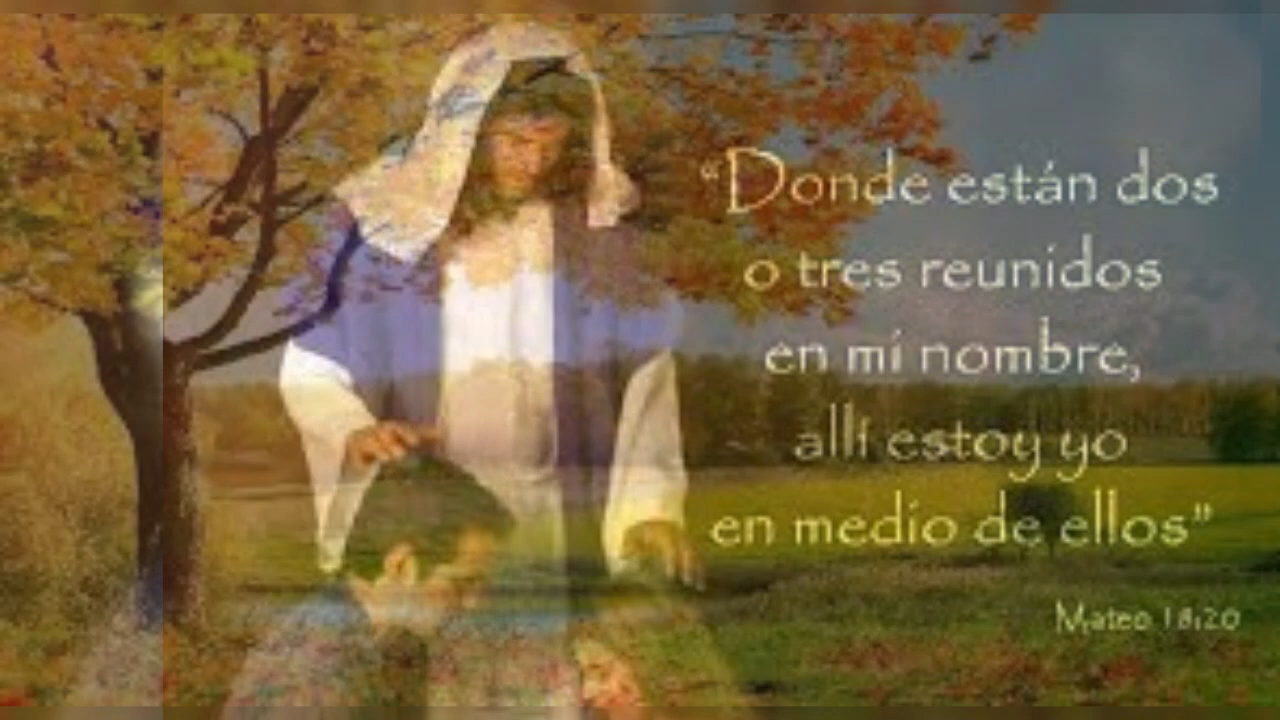 “Donde están dos
o tres reunidos
en mi nombre,
allí estoy yo
en medio de ellos”
Mateo 18:20